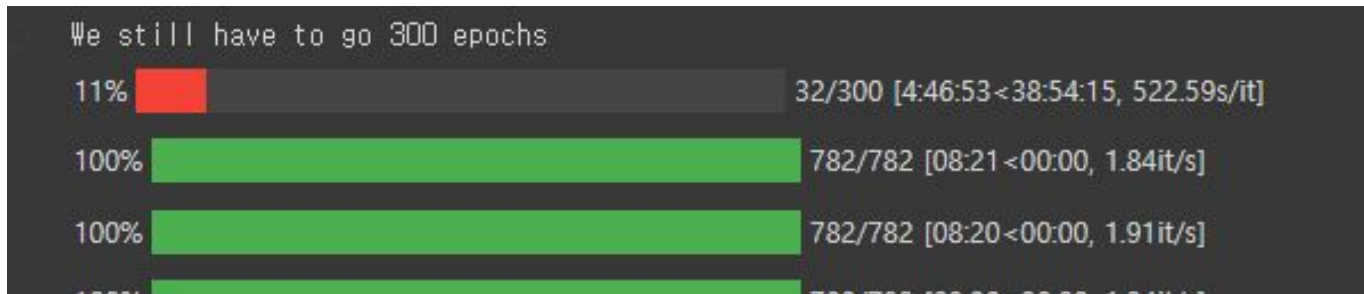 We still have to go 300 epochs
11% 32/300 [4:46:53<38:54:15, 522.59s/it]
100% 782/782 [08:21<00:00, 1.84it/s]
100% 782/782 [08:20<00:00, 1.91it/s]